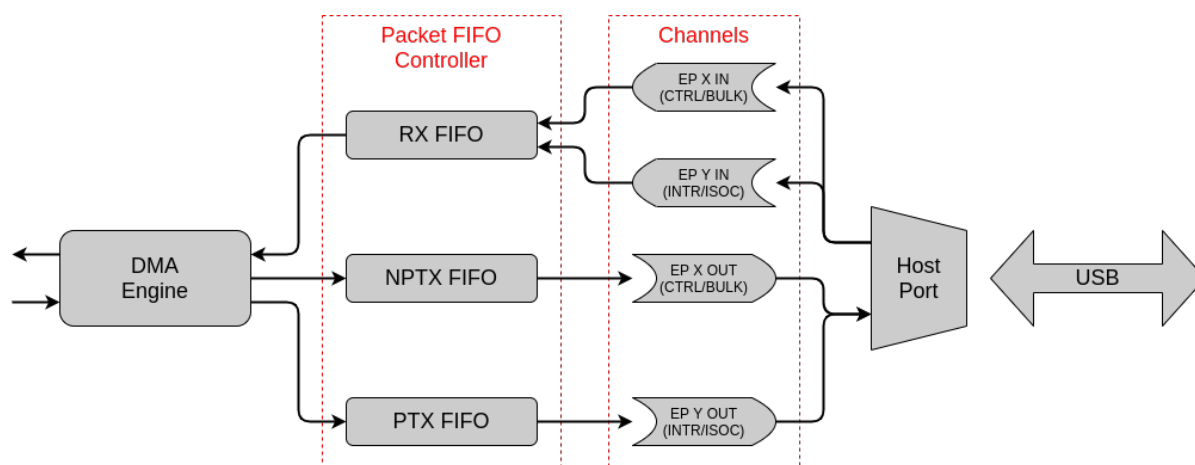 Packet FIFO
Controller
Channels
EP X IN
(CTRL/BULK)
RX FIFO
EP Y IN
(INTR/ISOC)
DMA
Engine
NPTX FIFO
EP X OUT
(CTRL/BULK)
Host
Port
USB
PTX FIFO
EP Y OUT
(INTR/ISOC)